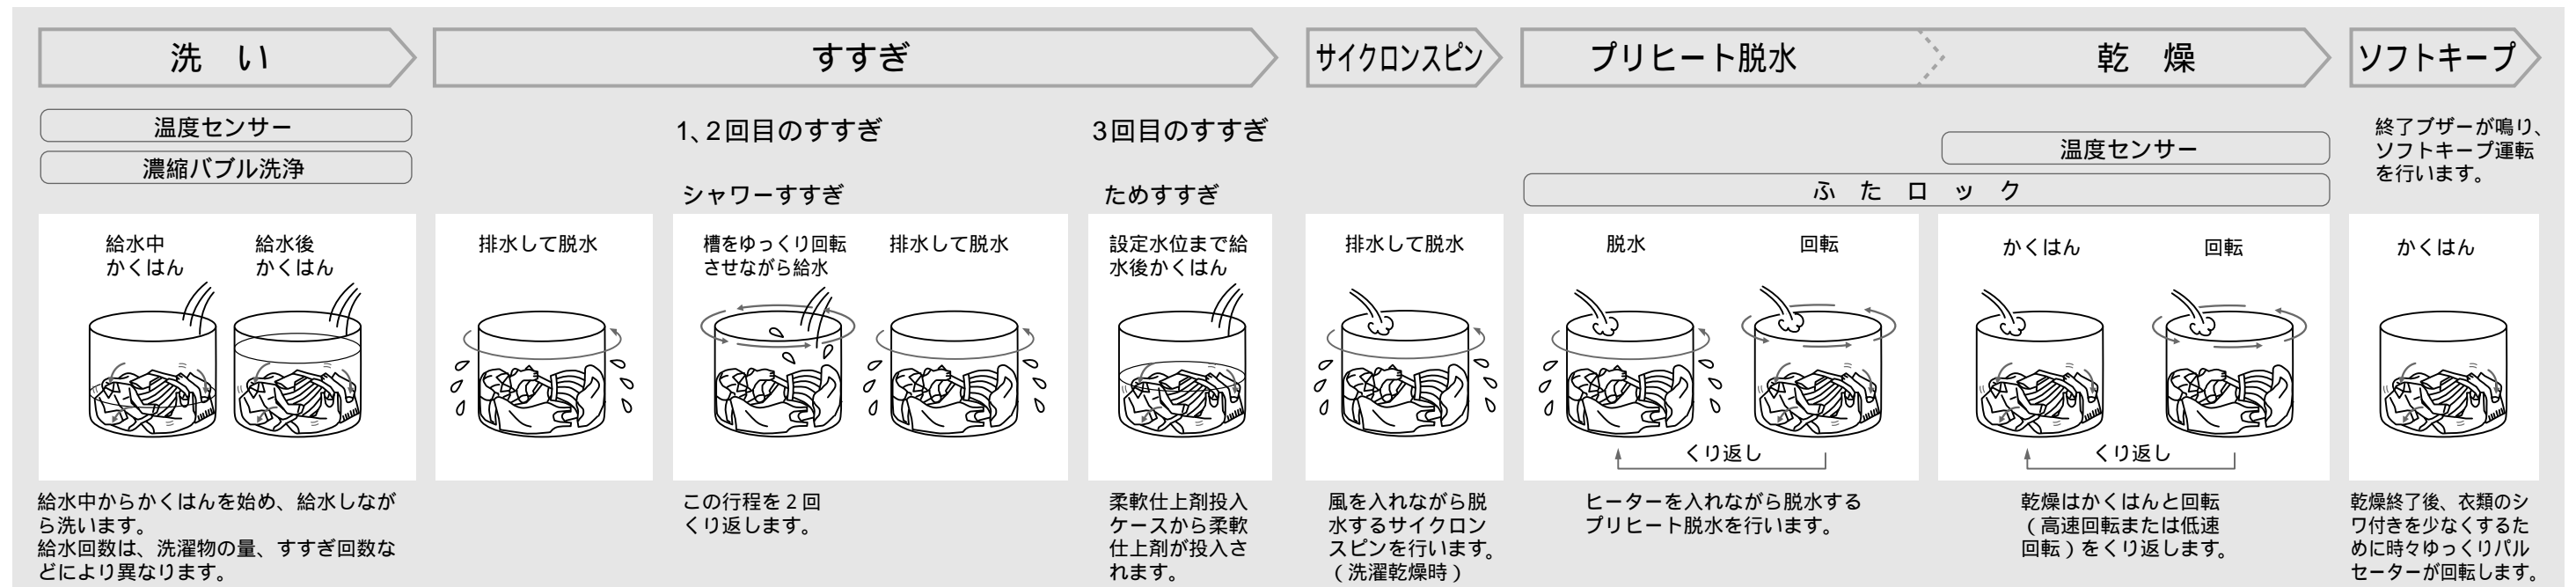 洗い
すすぎ
サイクロンスピン
プリヒート脱水
乾燥
ソフトキープ
温度センサー
濃縮バブル洗浄
1、2回目のすすぎ
シャワーすすぎ
3回目のすすぎ
ためすすぎ
温度センサー
ふたロック
終了ブザーが鳴り、
ソフトキープ運転
を行います。
給水中
かくはん
給水後
かくはん
排水して脱水
槽をゆっくり回転
させながら給水
排水して脱水
設定水位まで給
水後かくはん
排水して脱水
脱水
回転
くり返し
かくはん
回転
くり返し
かくはん
給水中からかくはんを始め、給水しなが
ら洗います。
給水回数は、洗濯物の量、すすぎ回数な
どにより異なります。
この行程を2回
くり返します。
柔軟仕上剤投入
ケースから柔軟
仕上剤が投入さ
れます。
風を入れながら脱
水するサイクロン
スピンを行います。
(洗濯乾燥時)
ヒーターを入れながら脱水する
プリヒート脱水を行います。
乾燥はかくはんと回転
(高速回転または低速
回転)をくり返します。
乾燥終了後、衣類のシ
ワ付きを少なくするた
めに時々ゆっくりパル
セーターが回転します。